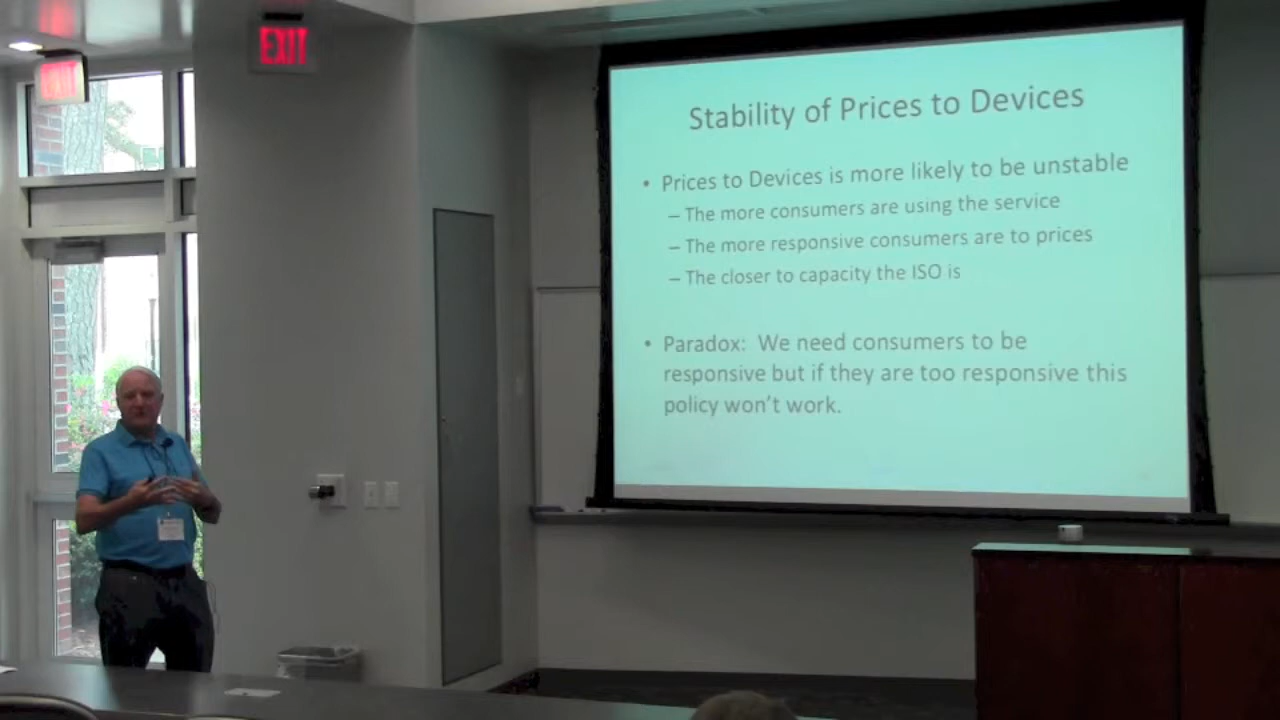 EXIT
EXIT
Stability of Prices to Devices
• Prices to Devices is more likely to be unstable
– The more consumers are using the service
– The more responsive consumers are to prices
– The closer to capacity the ISO is
• Paradox: We need consumers to be
responsive but if they are too responsive this
policy won't work.